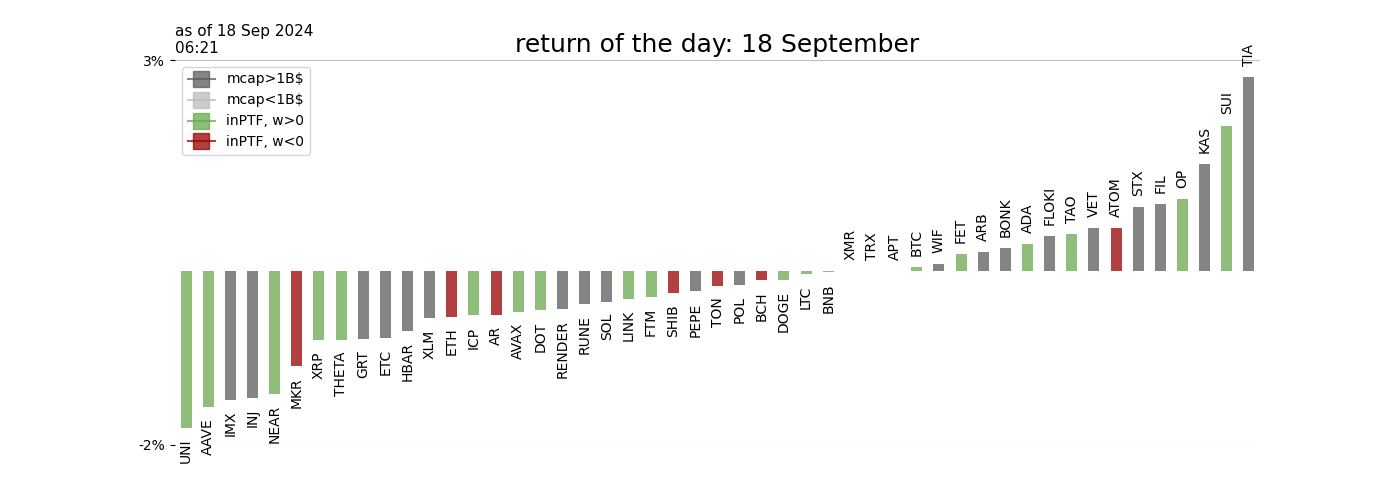 as of 18 Sep 2024
06:21
return of the day: 18 September
3%
mcap>1B$
mcap<1B$
inPTF, w>0
inPTF, w<0
-2%
UNI
AAVE
IMX
INJ
NEAR
MKR
XRP
THETA
GRT
ETC
HBAR
XLM
ETH
ICP
AR
AVAX
DOT
RENDER
RUNE
SOL
LINK
FTM
SHIB
PEPE
TON
POL
BCH
DOGE
LTC
BNB
XMR
TRX
APT
BTC
WIF
FET
ARB
BONK
ADA
FLOKI
TAO
VET
ATOM
STX
FIL
OP
KAS
SUI
TIA